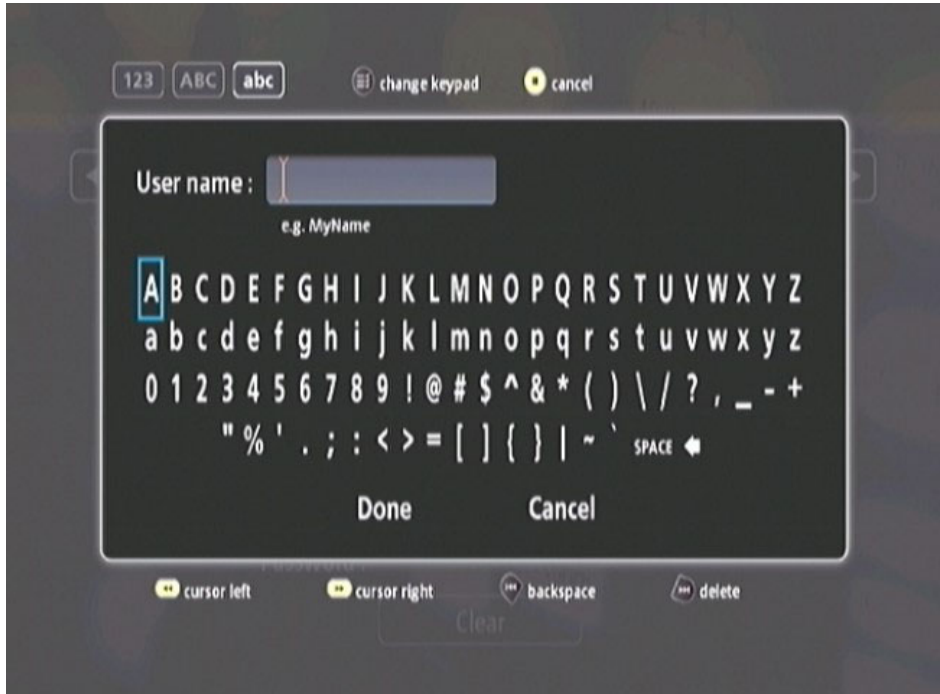 123 ABC abc change keypad cancel
User name :
e.g. MyName
A B C D E F G H I J K L M N O P Q R S T U V W X Y Z
a b c d e f g h i j k l m n o p q r s t u v w x y z
0 1 2 3 4 5 6 7 8 9 ! @ # $ ^ & * ( ) \ / ? , _ - +
" % ' . ; : < > = [ ] { } | ~ ` SPACE
Done Cancel
Password :
cursor left cursor right backspace delete
Clear